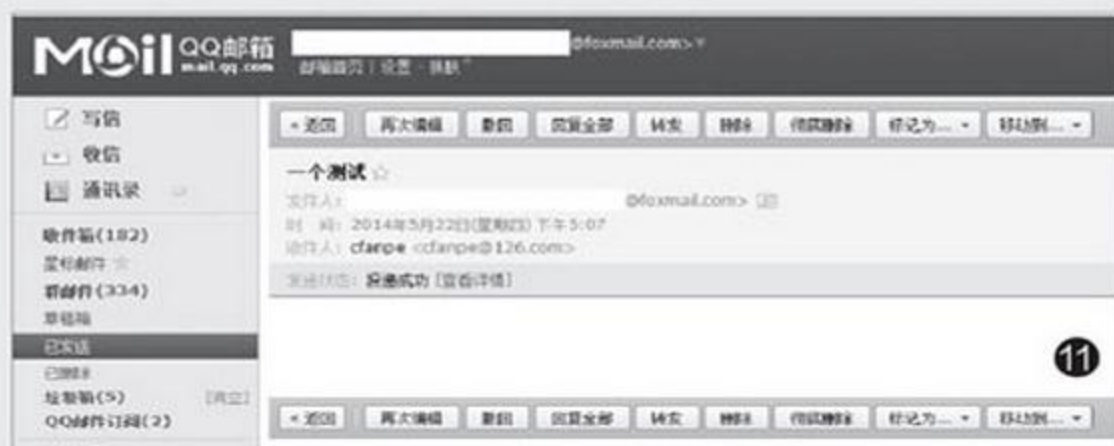 MOil QQ邮箱
mail.qq.com
@foxmail.com> ▾
邮箱首页 | 设置 - 换肤
写信
收信
通讯录
收件箱(182)
星标邮件 ☆
群邮件(334)
草稿箱
已发送
已删除
垃圾箱(5) [清空]
QQ邮件订阅(2)
« 返回 再次编辑 撤回 回复全部 转发 删除 彻底删除 标记为... 移动到...
一个测试 ☆
发件人: @foxmail.com>
时 间: 2014年5月22日(星期四) 下午5:07
收件人: cfanpe <cfanpe@126.com>
发送状态: 投递成功 [查看详情]
11
« 返回 再次编辑 撤回 回复全部 转发 删除 彻底删除 标记为... 移动到...